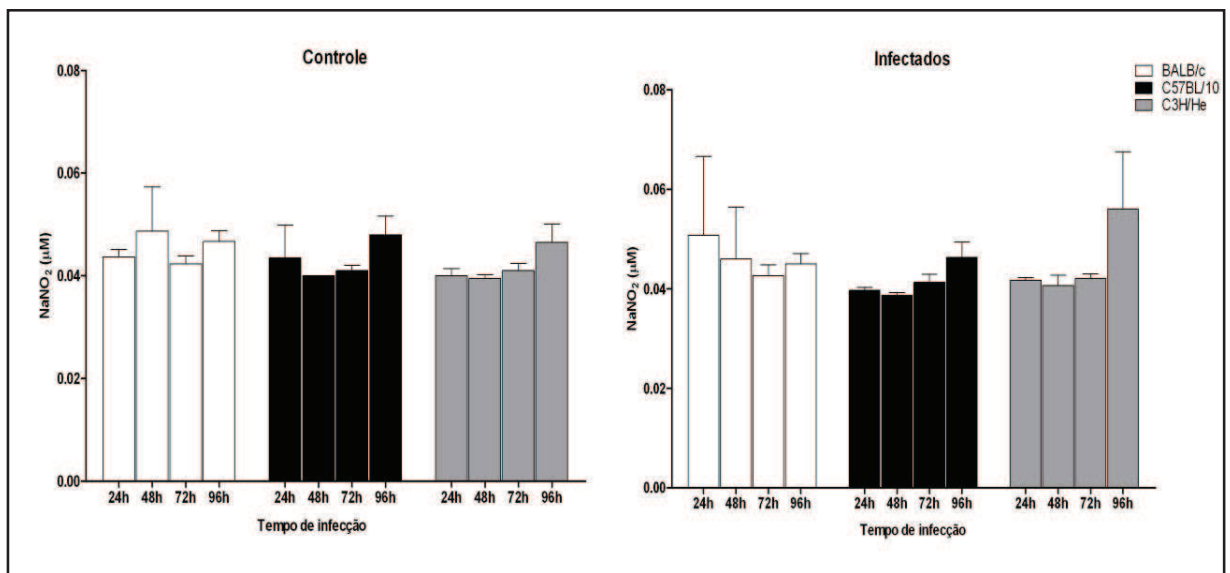 Controle
0.08
0.06
0.04
0.02
0.00
NaNO₂ (µM)
24h 48h 72h 96h 24h 48h 72h 96h 24h 48h 72h 96h
Tempo de infecção
Infectados
BALB/c
C57BL/10
C3H/He
0.08
0.06
0.04
0.02
0.00
NaNO₂ (µM)
24h 48h 72h 96h 24h 48h 72h 96h 24h 48h 72h 96h
Tempo de infecção